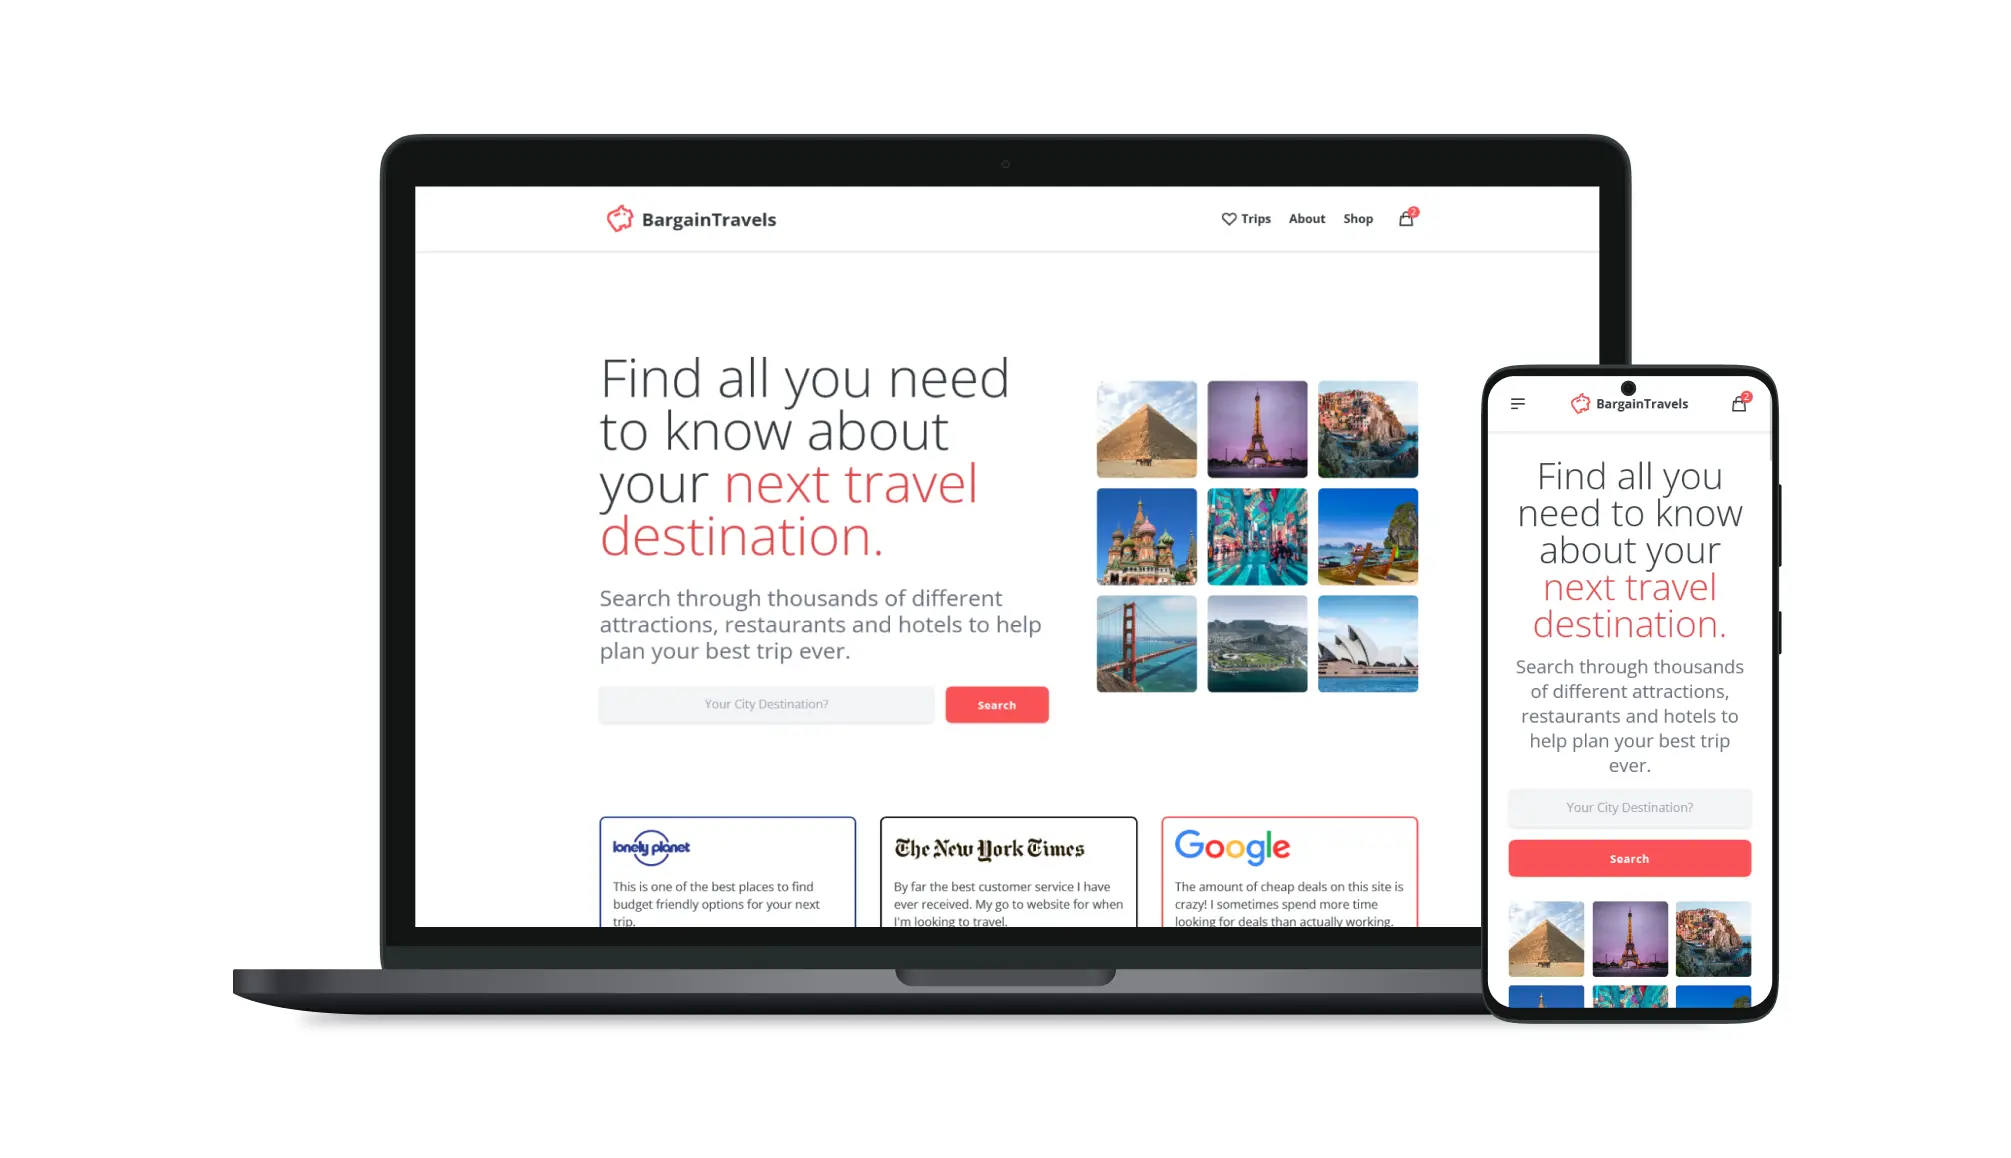 BargainTravels
Trips About Shop 2
Find all you need
to know about
your next travel
destination.
Search through thousands of different
attractions, restaurants and hotels to help
plan your best trip ever.
Your City Destination? Search
lonely planet
This is one of the best places to find
budget friendly options for your next
trip.
The New York Times
By far the best customer service I have
ever received. My go to website for when
I'm looking to travel.
Google
The amount of cheap deals on this site is
crazy! I sometimes spend more time
looking for deals than actually working.
BargainTravels 2
Find all you
need to know
about your
next travel
destination.
Search through thousands
of different attractions,
restaurants and hotels to
help plan your best trip
ever.
Your City Destination?
Search